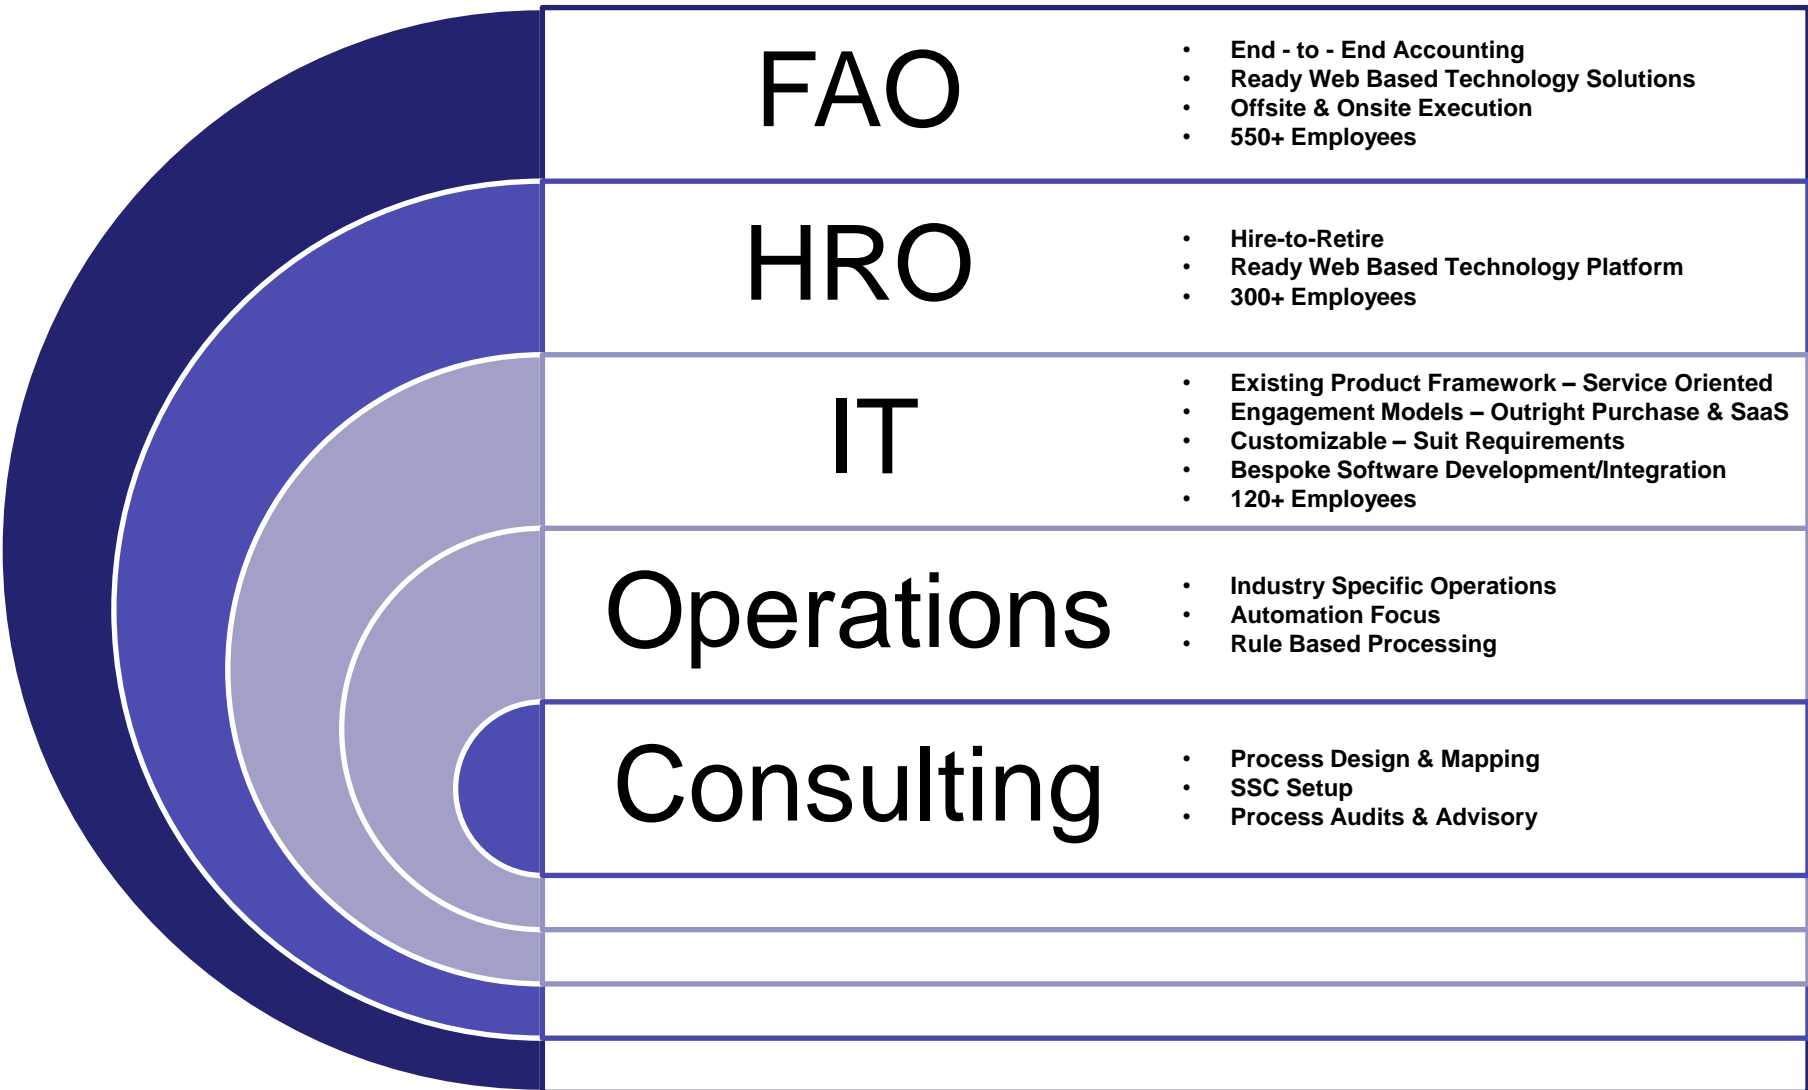 FAO
• End - to - End Accounting
• Ready Web Based Technology Solutions
• Offsite & Onsite Execution
• 550+ Employees
HRO
• Hire-to-Retire
• Ready Web Based Technology Platform
• 300+ Employees
IT
• Existing Product Framework – Service Oriented
• Engagement Models – Outright Purchase & SaaS
• Customizable – Suit Requirements
• Bespoke Software Development/Integration
• 120+ Employees
Operations
• Industry Specific Operations
• Automation Focus
• Rule Based Processing
Consulting
• Process Design & Mapping
• SSC Setup
• Process Audits & Advisory